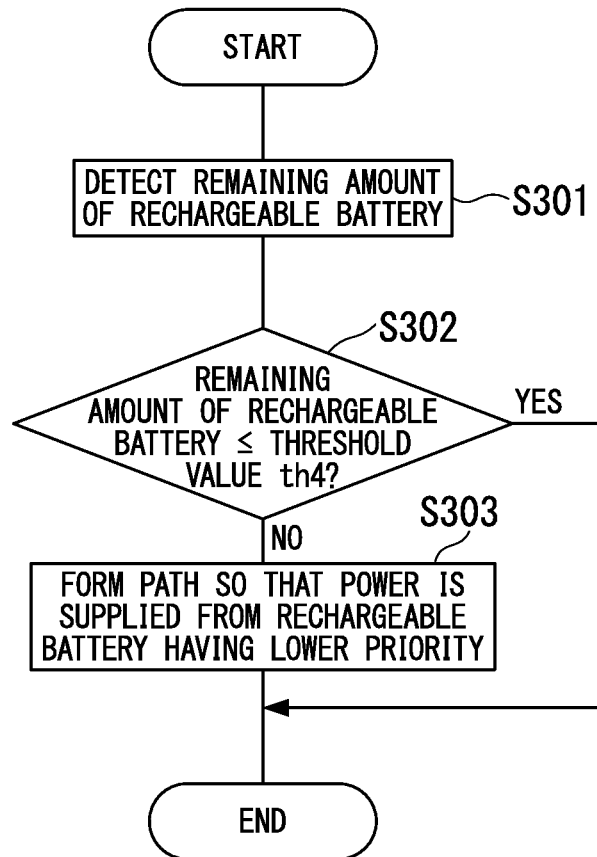 START
DETECT REMAINING AMOUNT
OF RECHARGEABLE BATTERY
S301
S302
REMAINING
AMOUNT OF RECHARGEABLE
BATTERY ≤ THRESHOLD
VALUE th4?
YES
NO
S303
FORM PATH SO THAT POWER IS
SUPPLIED FROM RECHARGEABLE
BATTERY HAVING LOWER PRIORITY
END